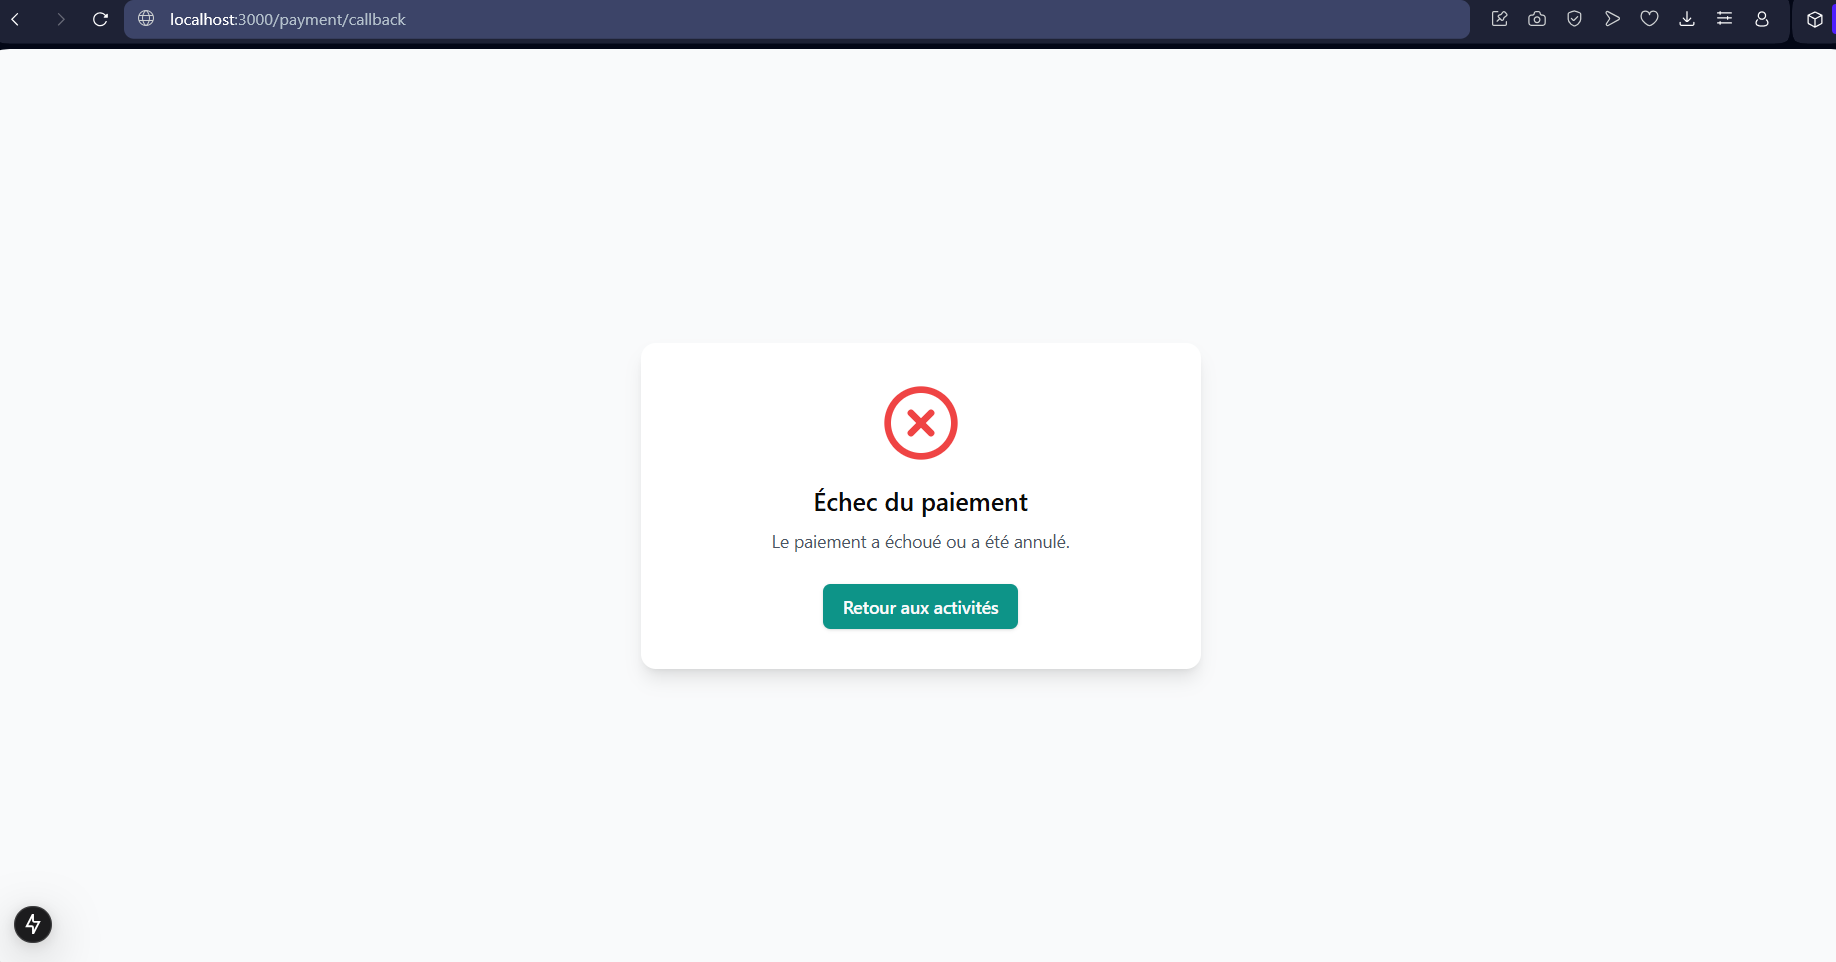 localhost:3000/payment/callback
Échec du paiement
Le paiement a échoué ou a été annulé.
Retour aux activités